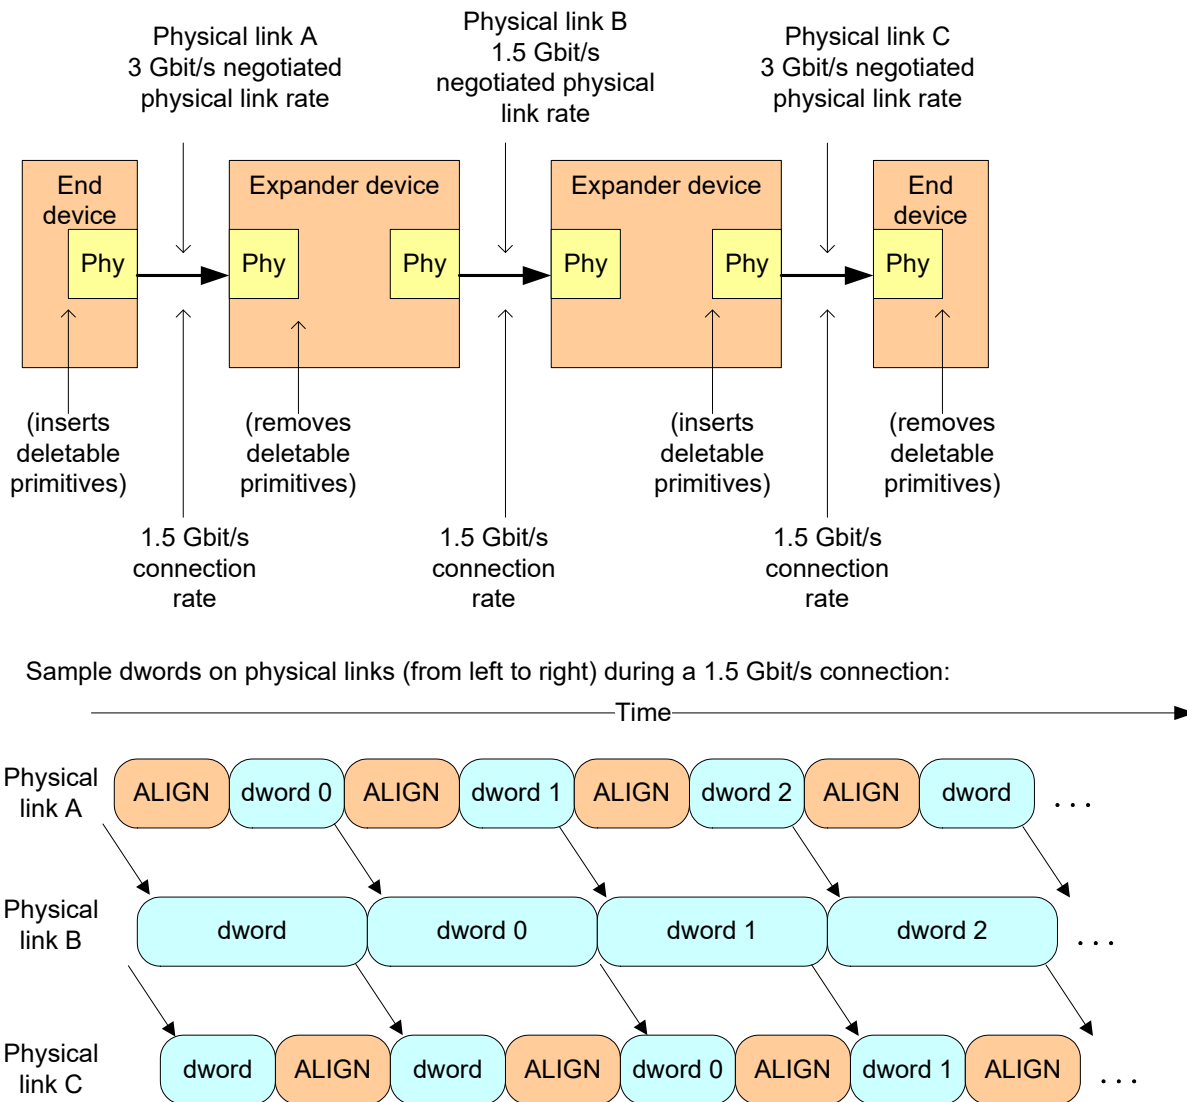 Physical link A
3 Gbit/s negotiated
physical link rate
Physical link B
1.5 Gbit/s
negotiated physical
link rate
Physical link C
3 Gbit/s negotiated
physical link rate
End
device
Phy
Expander device
Phy
Phy
Expander device
Phy
Phy
End
device
Phy
(inserts
deletable
primitives)
(removes
deletable
primitives)
(inserts
deletable
primitives)
(removes
deletable
primitives)
1.5 Gbit/s
connection
rate
1.5 Gbit/s
connection
rate
1.5 Gbit/s
connection
rate
Sample dwords on physical links (from left to right) during a 1.5 Gbit/s connection:
Time
Physical
link A
ALIGN dword 0 ALIGN dword 1 ALIGN dword 2 ALIGN dword . . .
Physical
link B
dword dword 0 dword 1 dword 2 . . .
Physical
link C
dword ALIGN dword ALIGN dword 0 ALIGN dword 1 ALIGN . . .